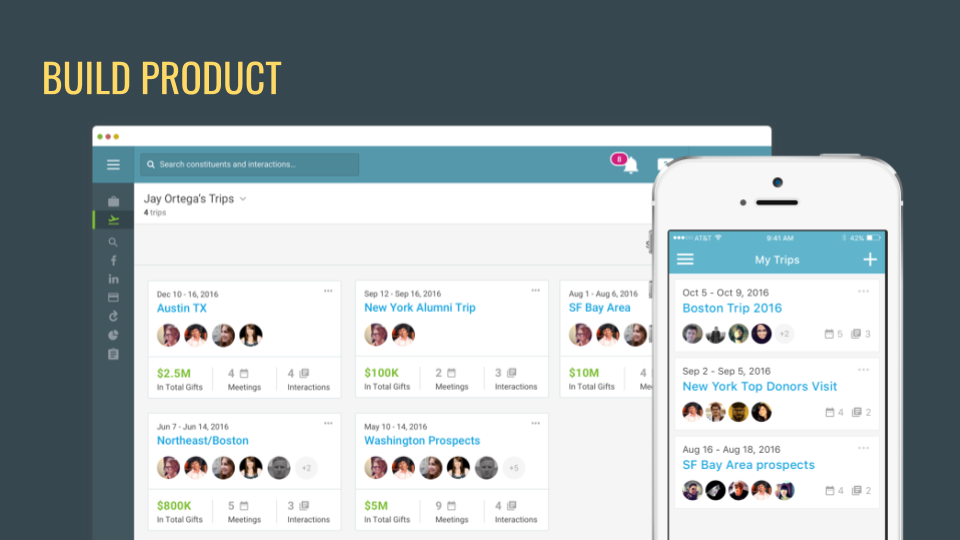 BUILD PRODUCT
Search constituents and interactions...
8
Jay Ortega's Trips
4 trips
Dec 10 - 16, 2016
Austin TX
$2.5M
In Total Gifts
4
Meetings
4
Interactions
Sep 12 - Sep 16, 2016
New York Alumni Trip
$100K
In Total Gifts
2
Meetings
3
Interactions
Aug 1 - Aug 6, 2016
SF Bay Area
$10M
In Total Gifts
4
Jun 7 - Jun 14, 2016
Northeast/Boston
+2
$800K
In Total Gifts
5
Meetings
3
Interactions
May 10 - 14, 2016
Washington Prospects
+5
$5M
In Total Gifts
9
Meetings
4
Interactions
AT&T 9:41 AM 42%
My Trips
Oct 5 - Oct 9, 2016
Boston Trip 2016
+2 5 3
Sep 2 - Sep 5, 2016
New York Top Donors Visit
4 2
Aug 16 - Aug 18, 2016
SF Bay Area prospects
4 2